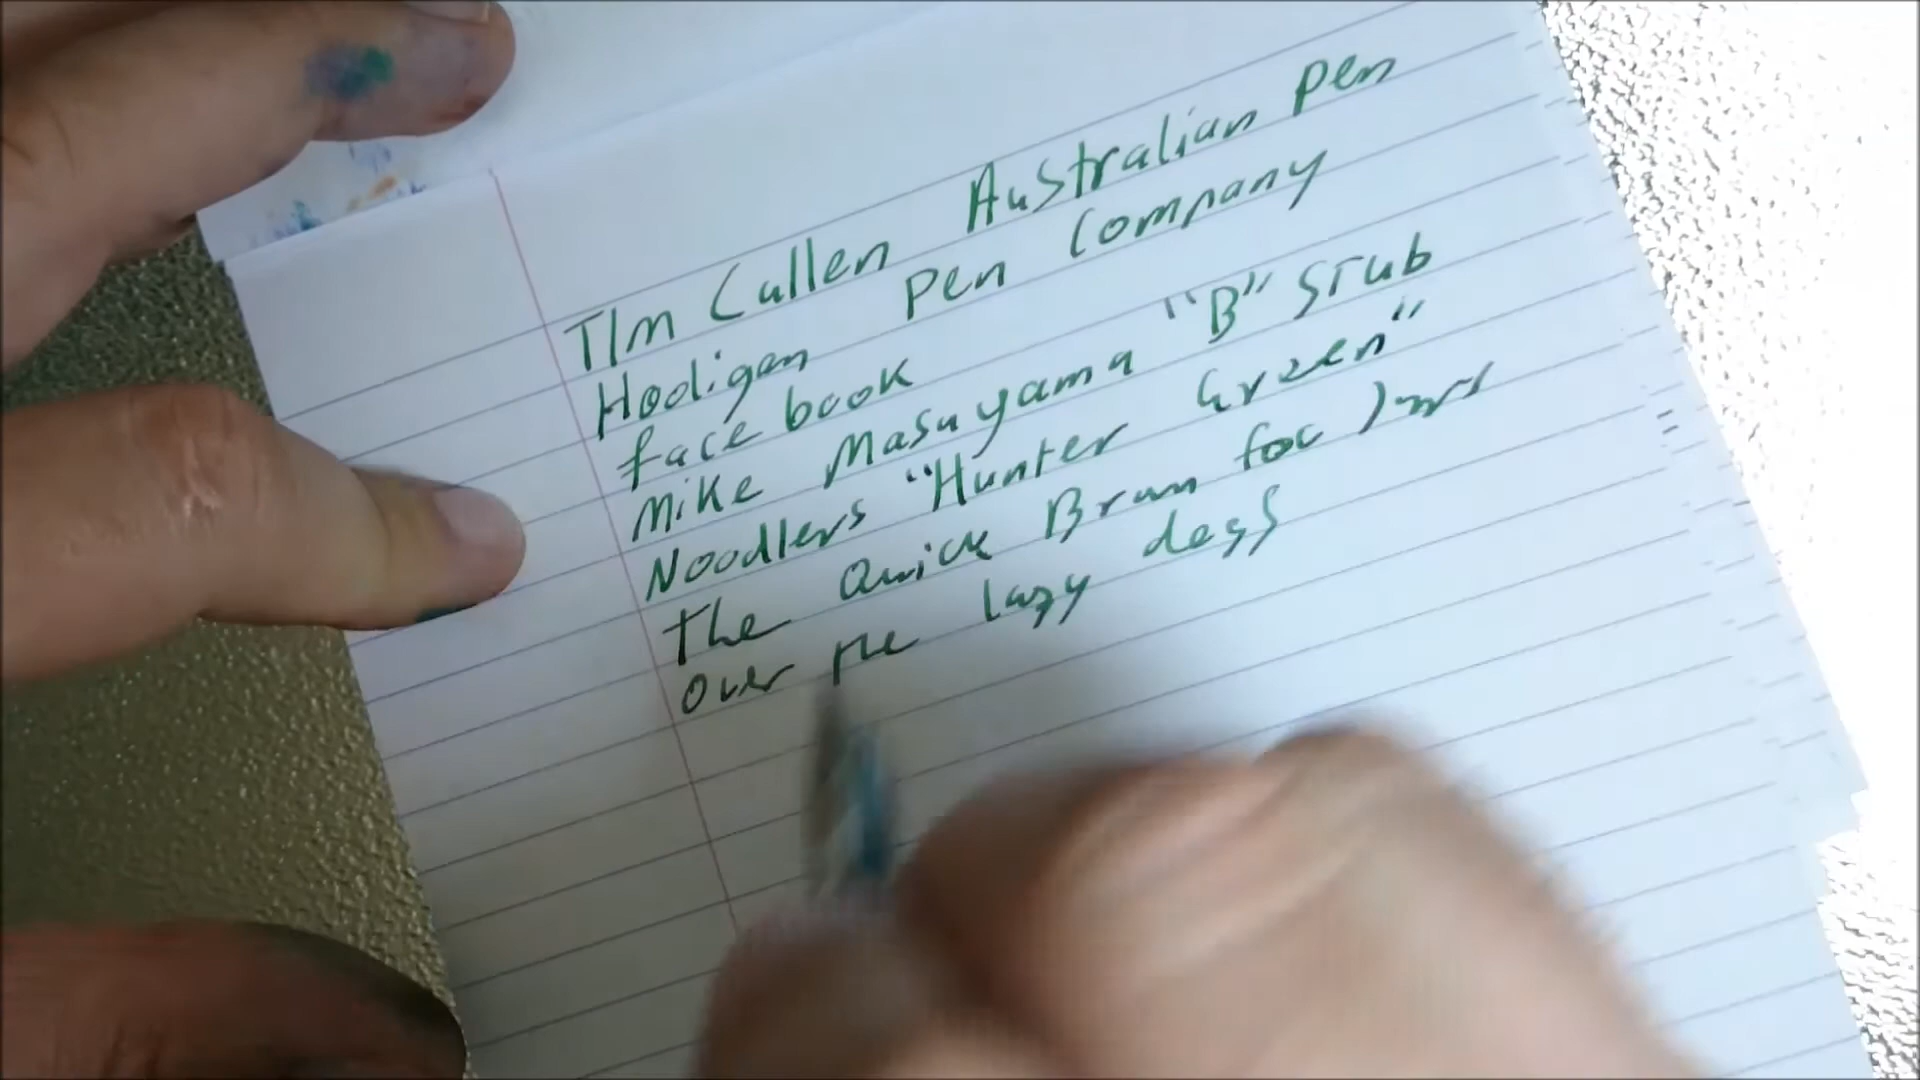 TIm Cullen Australian Pen
Hooligan Pen Company
face book
Mike Masuyama "B" STub
Noodlers "Hunter Green"
the Quick Brown fox Jumps
Over the lazy dogs